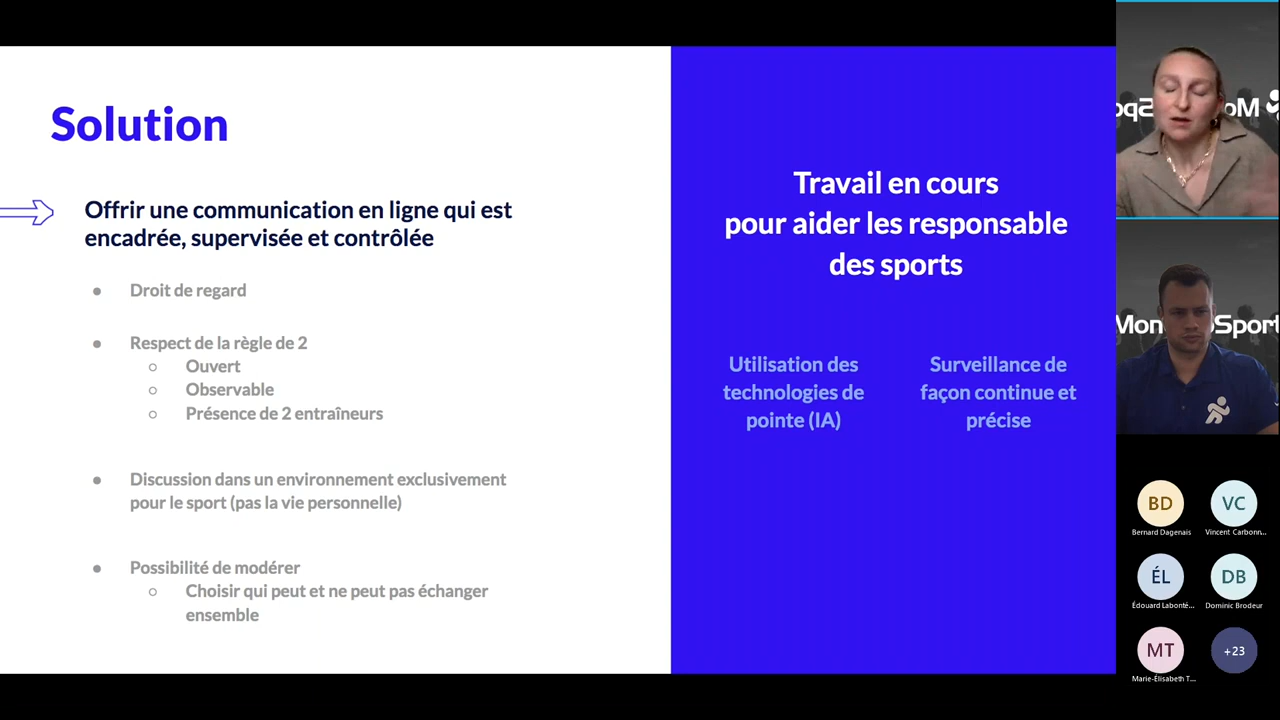 Solution
Offrir une communication en ligne qui est
encadrée, supervisée et contrôlée
Droit de regard
Respect de la règle de 2
Ouvert
Observable
Présence de 2 entraîneurs
Discussion dans un environnement exclusivement
pour le sport (pas la vie personnelle)
Possibilité de modérer
Choisir qui peut et ne peut pas échanger
ensemble
Travail en cours
pour aider les responsable
des sports
Utilisation des
technologies de
pointe (IA)
Surveillance de
façon continue et
précise
BD
Bernard Dagenais
VC
Vincent Carbonn...
ÉL
Édouard Labonté...
DB
Dominic Brodeur
MT
Marie-Élisabeth T...
+23